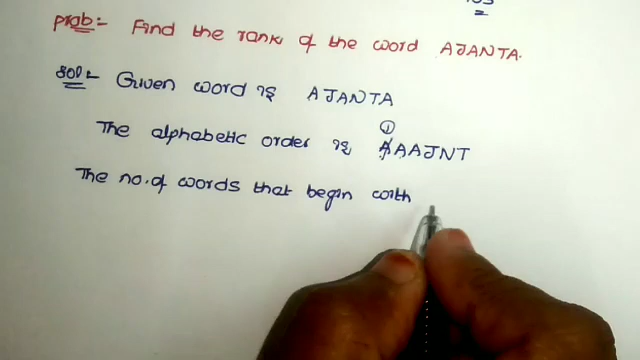 prob:- Find the rank of the word AJANTA.
Sol:- Given word is AJANTA
①
The alphabetic order is AAAJNT
The no. of words that begin with